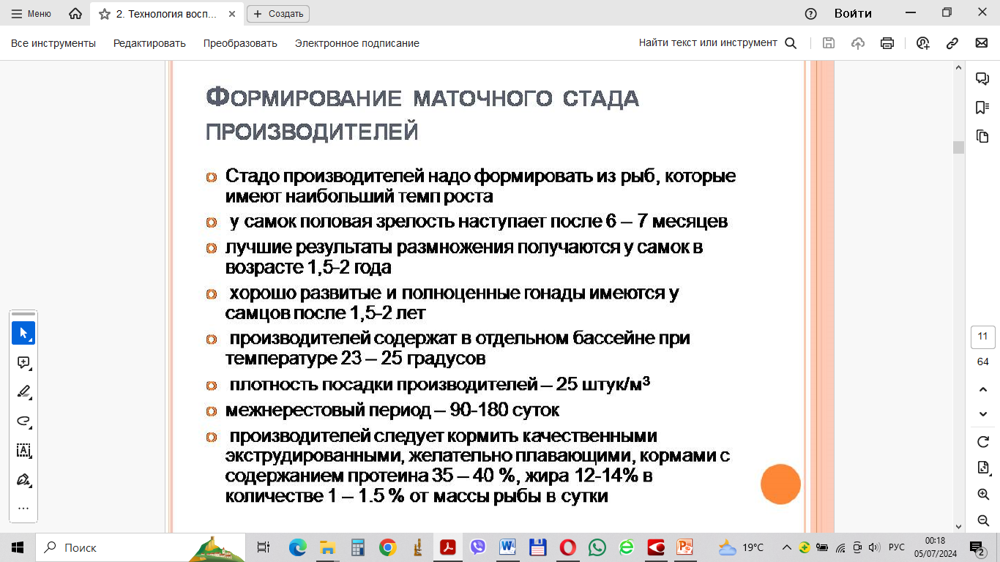 Меню
2. Технология восп...
Создать
Войти
Все инструменты
Редактировать
Преобразовать
Электронное подписание
Найти текст или инструмент
ФОРМИРОВАНИЕ МАТОЧНОГО СТАДА
ПРОИЗВОДИТЕЛЕЙ
Стадо производителей надо формировать из рыб, которые
имеют наибольший темп роста
у самок половая зрелость наступает после 6 – 7 месяцев
лучшие результаты размножения получаются у самок в
возрасте 1,5-2 года
хорошо развитые и полноценные гонады имеются у
самцов после 1,5-2 лет
производителей содержат в отдельном бассейне при
температуре 23 – 25 градусов
плотность посадки производителей – 25 штук/м³
межнерестовый период – 90-180 суток
производителей следует кормить качественными
экструдированными, желательно плавающими, кормами с
содержанием протеина 35 – 40 %, жира 12-14% в
количестве 1 – 1.5 % от массы рыбы в сутки
11
64
Поиск
19°C
РУС
00:18
05/07/2024
2